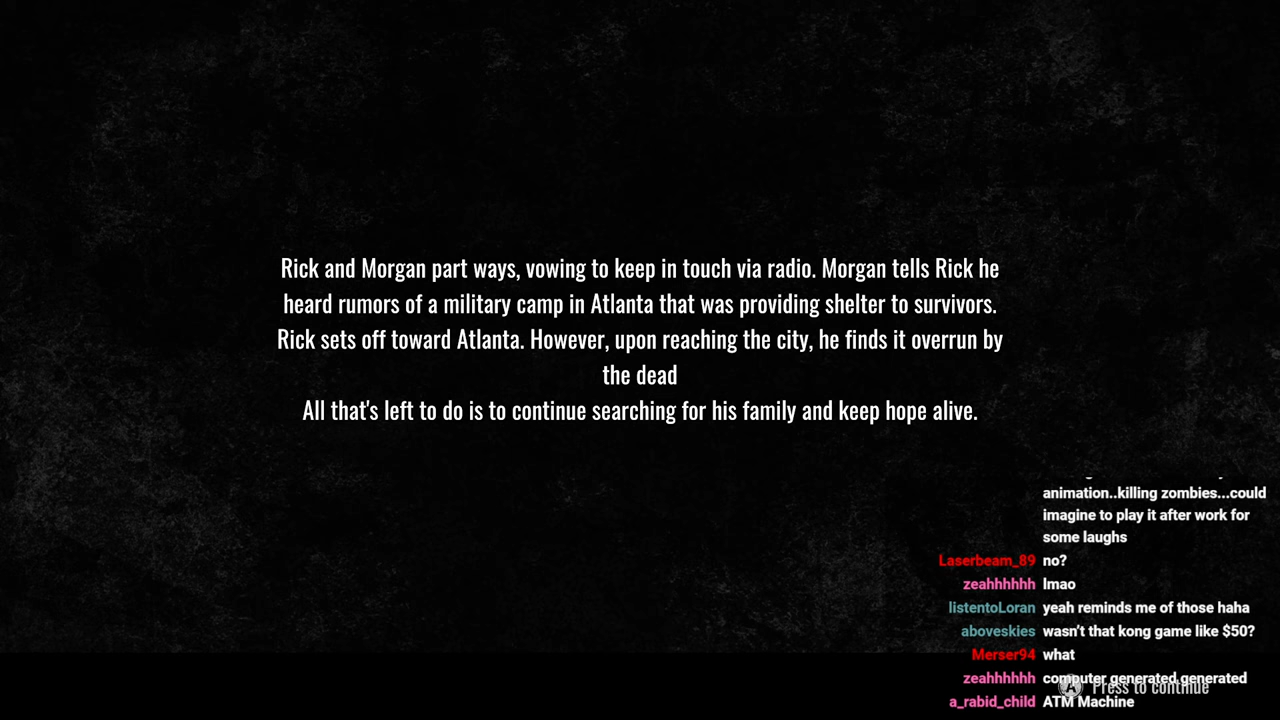 Rick and Morgan part ways, vowing to keep in touch via radio. Morgan tells Rick he
heard rumors of a military camp in Atlanta that was providing shelter to survivors.
Rick sets off toward Atlanta. However, upon reaching the city, he finds it overrun by
the dead
All that's left to do is to continue searching for his family and keep hope alive.
animation..killing zombies...could
imagine to play it after work for
some laughs
Laserbeam_89 no?
zeahhhhhh lmao
listentoLoran yeah reminds me of those haha
aboveskies wasn't that kong game like $50?
Merser94 what
zeahhhhhh computer generated generated
A Press to continue
a_rabid_child ATM Machine